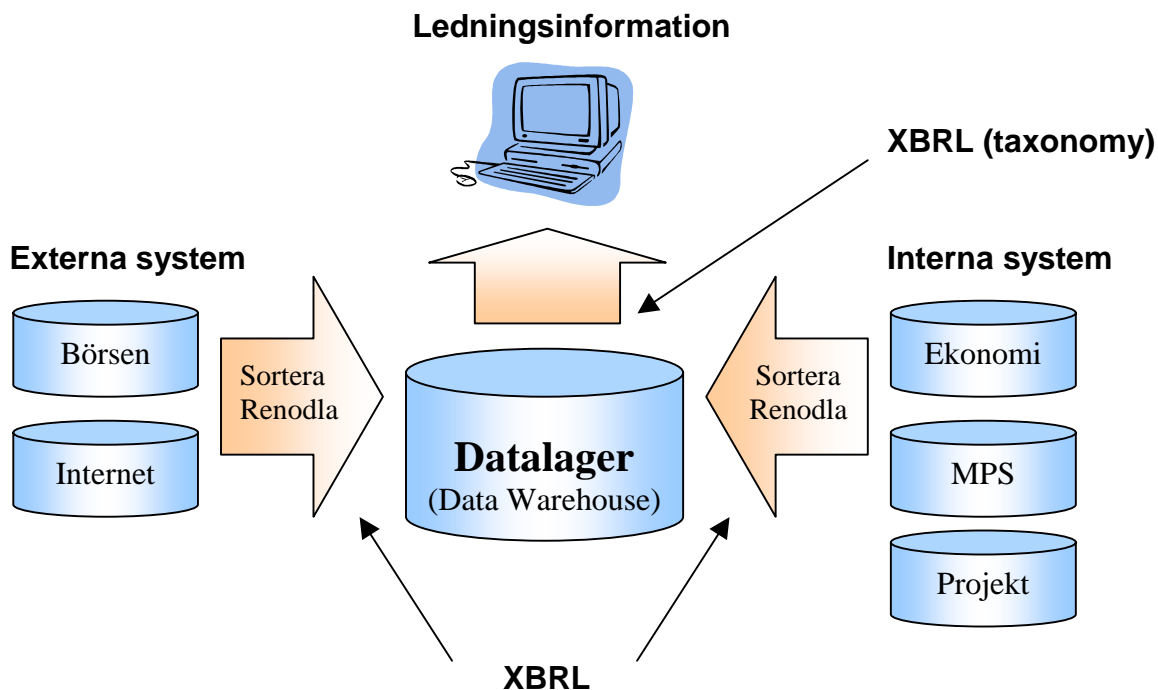 Ledningsinformation
XBRL (taxonomy)
Externa system
Interna system
Börsen
Internet
Sortera
Renodla
Datalager
(Data Warehouse)
Sortera
Renodla
Ekonomi
MPS
Projekt
XBRL